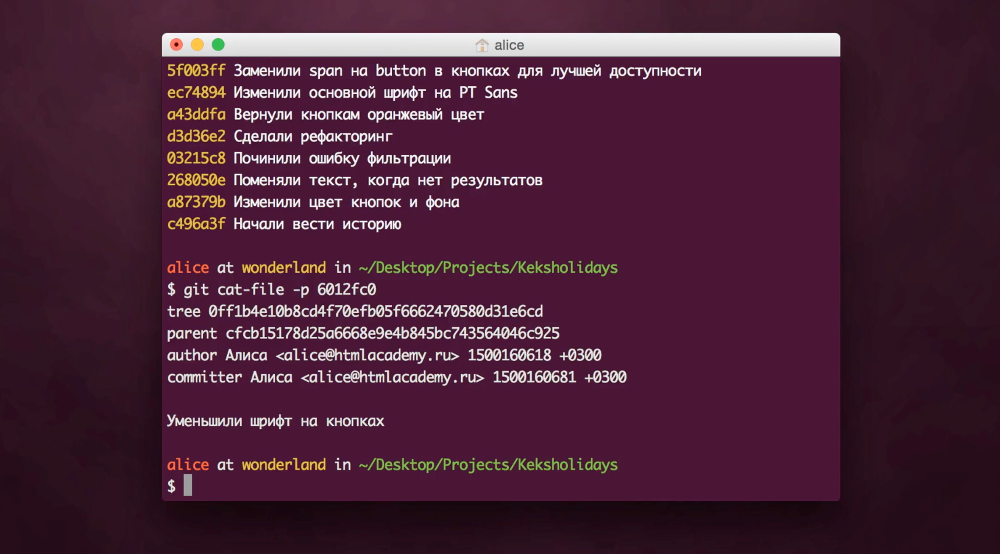 alice
5f003ff Заменили span на button в кнопках для лучшей доступности
ec74894 Изменили основной шрифт на PT Sans
a43ddfa Вернули кнопкам оранжевый цвет
d3d36e2 Сделали рефакторинг
03215c8 Починили ошибку фильтрации
268050e Поменяли текст, когда нет результатов
a87379b Изменили цвет кнопок и фона
c496a3f Начали вести историю
alice at wonderland in ~/Desktop/Projects/Keksholidays
$ git cat-file -p 6012fc0
tree 0ff1b4e10b8cd4f70efb05f6662470580d31e6cd
parent cfcb15178d25a6668e9e4b845bc743564046c925
author Алиса <alice@htmlacademy.ru> 1500160618 +0300
committer Алиса <alice@htmlacademy.ru> 1500160681 +0300
Уменьшили шрифт на кнопках
alice at wonderland in ~/Desktop/Projects/Keksholidays
$